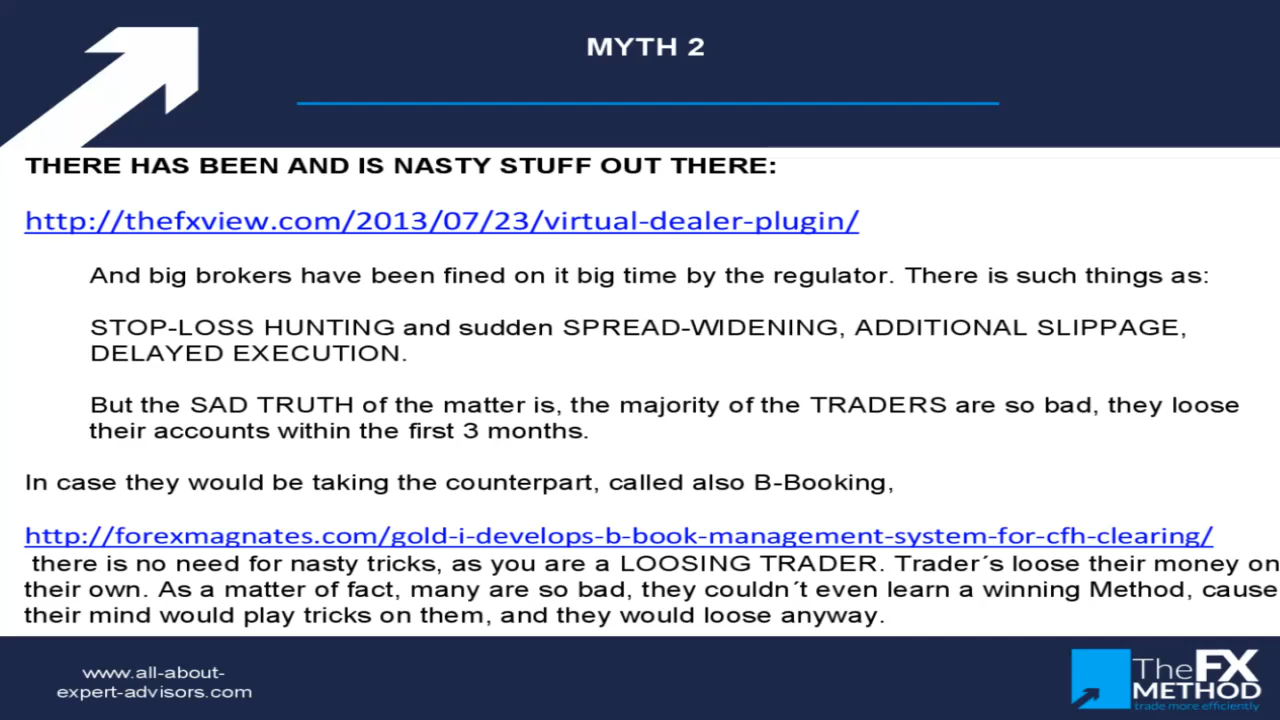 MYTH 2
THERE HAS BEEN AND IS NASTY STUFF OUT THERE:
http://thefxview.com/2013/07/23/virtual-dealer-plugin/
And big brokers have been fined on it big time by the regulator. There is such things as:
STOP-LOSS HUNTING and sudden SPREAD-WIDENING, ADDITIONAL SLIPPAGE,
DELAYED EXECUTION.
But the SAD TRUTH of the matter is, the majority of the TRADERS are so bad, they loose
their accounts within the first 3 months.
In case they would be taking the counterpart, called also B-Booking,
http://forexmagnates.com/gold-i-develops-b-book-management-system-for-cfh-clearing/
there is no need for nasty tricks, as you are a LOOSING TRADER. Trader´s loose their money on
their own. As a matter of fact, many are so bad, they couldn´t even learn a winning Method, cause
their mind would play tricks on them, and they would loose anyway.
www.all-about-
expert-advisors.com
The FX
METHOD
trade more efficiently